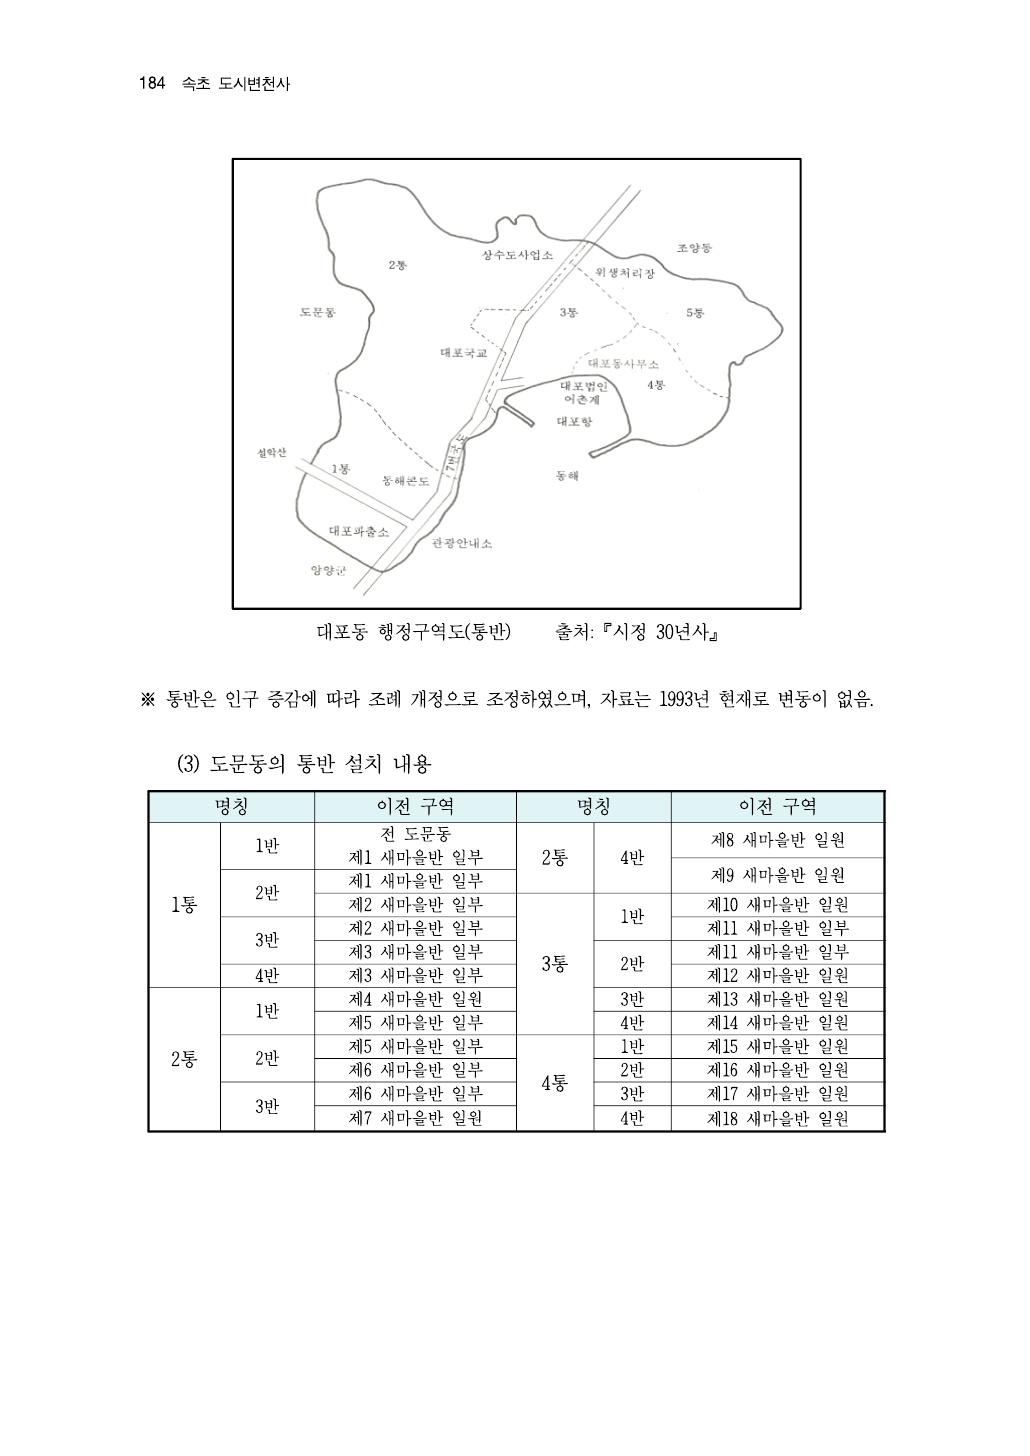 184 속초 도시변천사
조양동
상수도사업소
2통
위생처리장
도문동
3통
5통
대포국교
대포동사무소
대포법인
어촌계
4통
대포항
7번국도
설악산
1통
동해콘도
동해
대포파출소
관광안내소
양양군
대포동 행정구역도(통반) 출처:『시정 30년사』
※ 통반은 인구 증감에 따라 조례 개정으로 조정하였으며, 자료는 1993년 현재로 변동이 없음.
(3) 도문동의 통반 설치 내용
명칭 이전 구역 명칭 이전 구역
1통 1반 전 도문동
제1 새마을반 일부
2반 제1 새마을반 일부
제2 새마을반 일부
3반 제2 새마을반 일부
제3 새마을반 일부
4반 제3 새마을반 일부
2통 1반 제4 새마을반 일원
제5 새마을반 일부
2반 제5 새마을반 일부
제6 새마을반 일부
3반 제6 새마을반 일부
제7 새마을반 일원
2통 4반 제8 새마을반 일원
제9 새마을반 일원
3통 1반 제10 새마을반 일원
제11 새마을반 일부
2반 제11 새마을반 일부
제12 새마을반 일원
3반 제13 새마을반 일원
4반 제14 새마을반 일원
4통 1반 제15 새마을반 일원
2반 제16 새마을반 일원
3반 제17 새마을반 일원
4반 제18 새마을반 일원